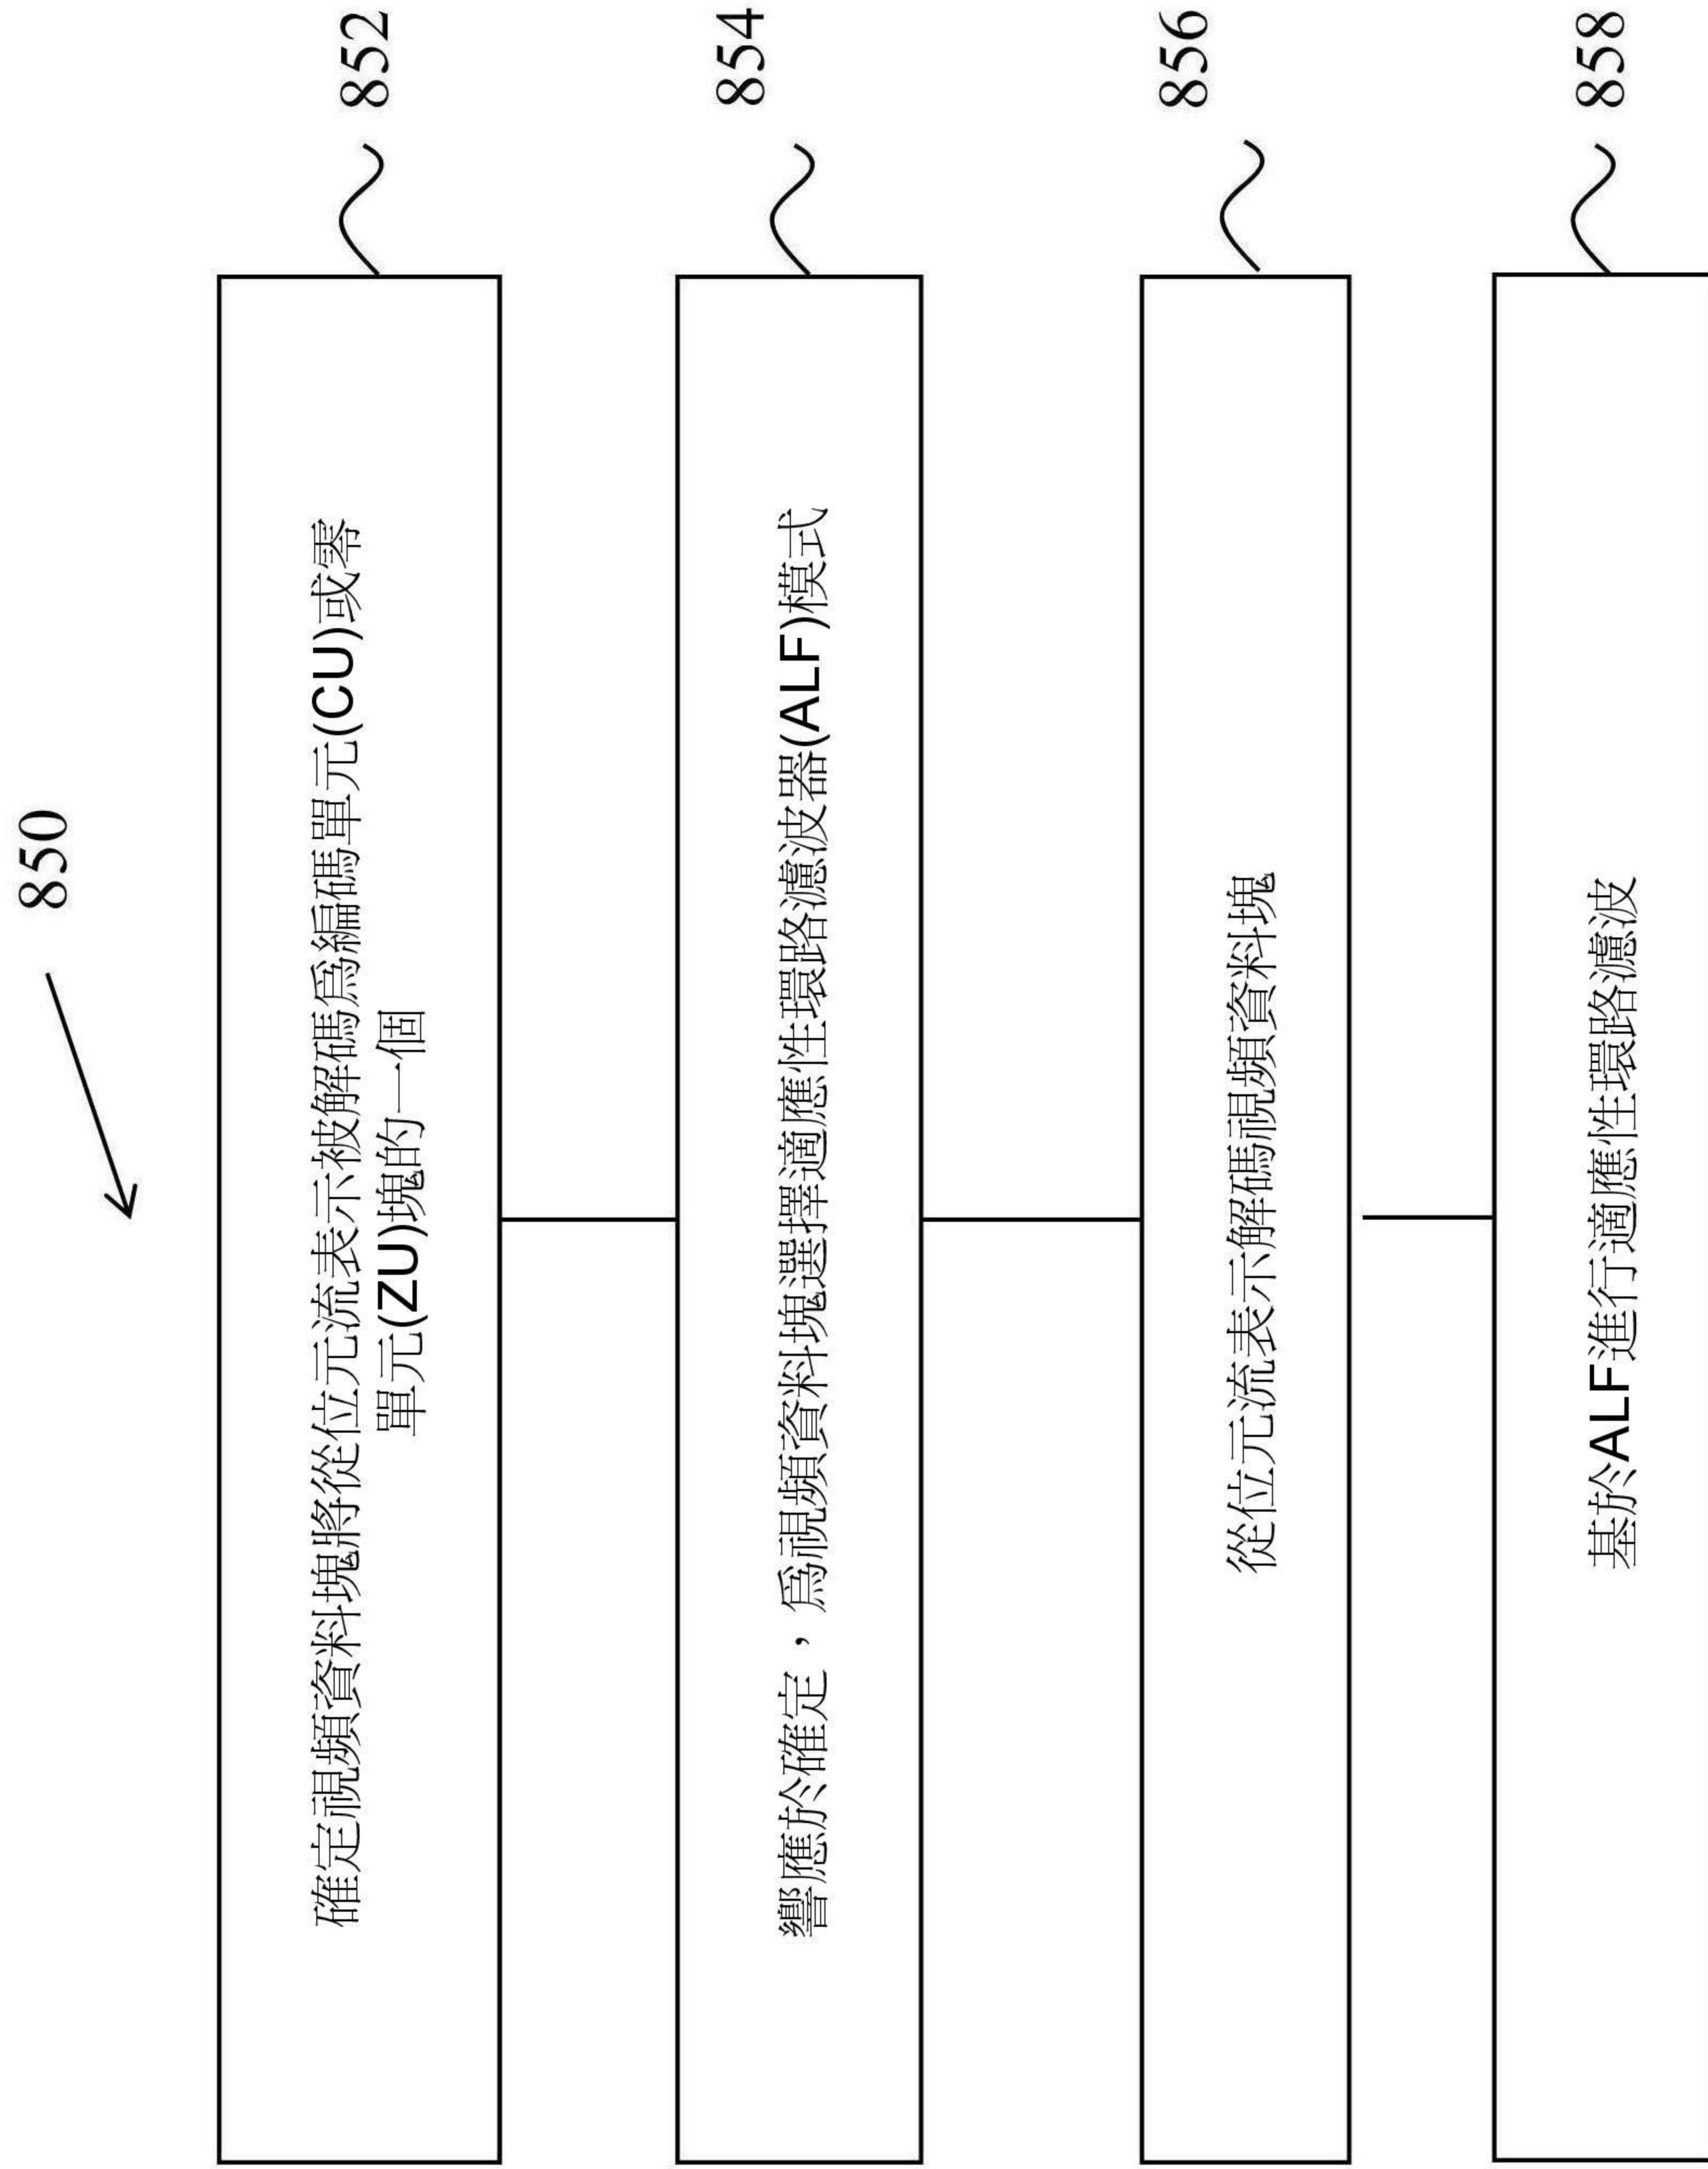 850
852
確定視頻資料塊將從位元流表示被解碼爲編碼單元(CU)或零
單元(ZU)塊的一個
854
響應於確定，爲視頻資料塊選擇適應性環路濾波器(ALF)模式
856
從位元流表示解碼視頻資料塊
858
基於ALF進行適應性環路濾波